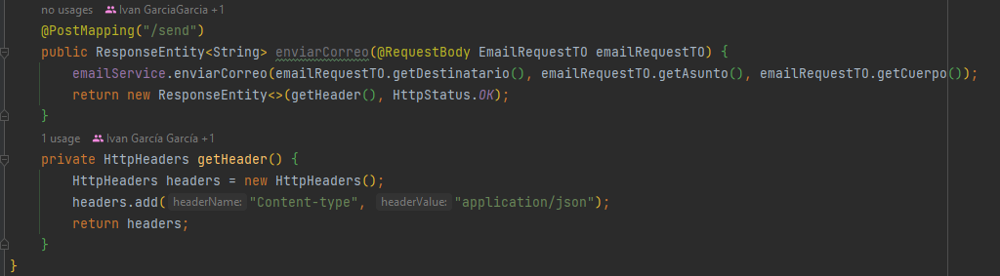 no usages Ivan GarciaGarcia +1
@PostMapping("/send")
public ResponseEntity<String> enviarCorreo(@RequestBody EmailRequestTO emailRequestTO) {
emailService.enviarCorreo(emailRequestTO.getDestinatario(), emailRequestTO.getAsunto(), emailRequestTO.getCuerpo());
return new ResponseEntity<>(getHeader(), HttpStatus.OK);
}
1 usage Ivan García García +1
private HttpHeaders getHeader() {
HttpHeaders headers = new HttpHeaders();
headers.add( headerName: "Content-type", headerValue: "application/json");
return headers;
}
}